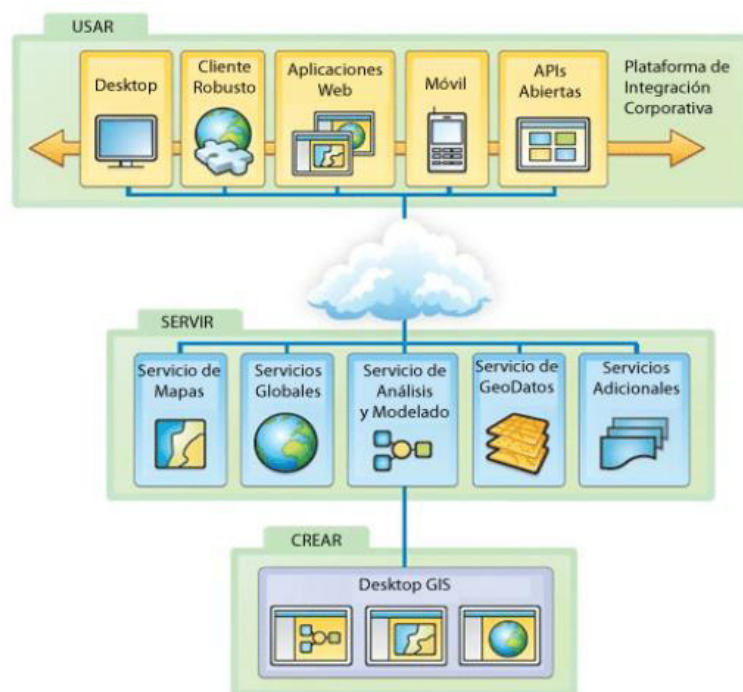 USAR
Desktop
Cliente
Robusto
Aplicaciones
Web
Móvil
APIs
Abiertas
Plataforma de
Integración
Corporativa
SERVIR
Servicio de
Mapas
Servicios
Globales
Servicio de
Análisis
y Modelado
Servicio de
GeoDatos
Servicios
Adicionales
CREAR
Desktop GIS